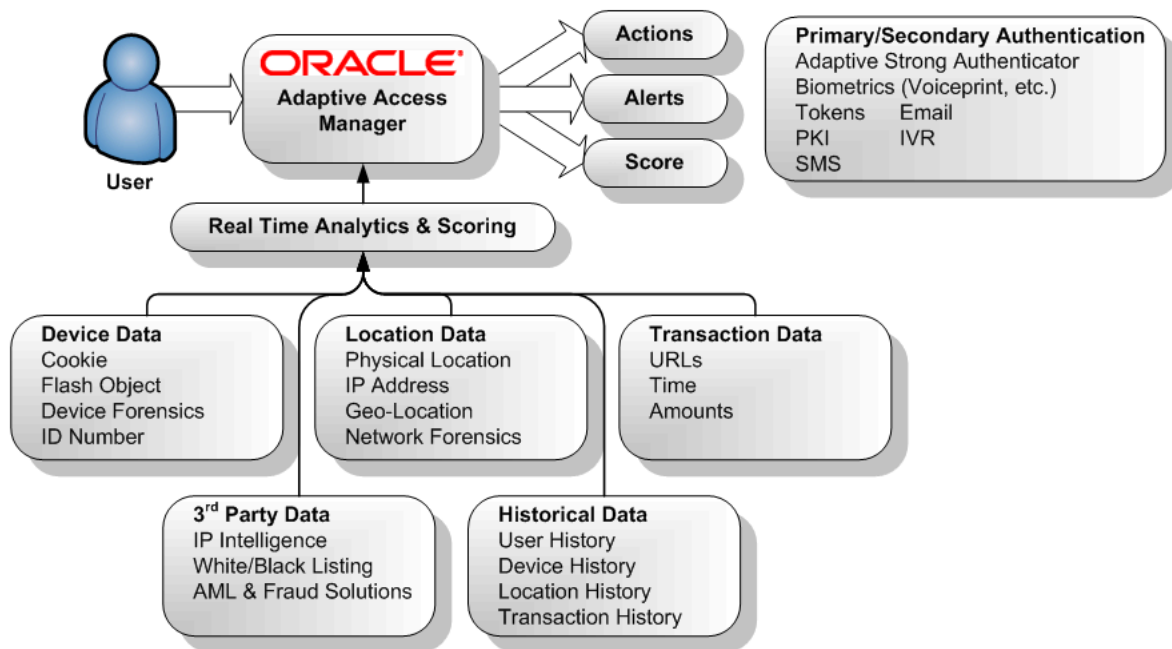 ORACLE®
Adaptive Access
Manager
User
Actions
Alerts
Score
Primary/Secondary Authentication
Adaptive Strong Authenticator
Biometrics (Voiceprint, etc.)
Tokens Email
PKI IVR
SMS
Real Time Analytics & Scoring
Device Data
Cookie
Flash Object
Device Forensics
ID Number
Location Data
Physical Location
IP Address
Geo-Location
Network Forensics
Transaction Data
URLs
Time
Amounts
3rd Party Data
IP Intelligence
White/Black Listing
AML & Fraud Solutions
Historical Data
User History
Device History
Location History
Transaction History